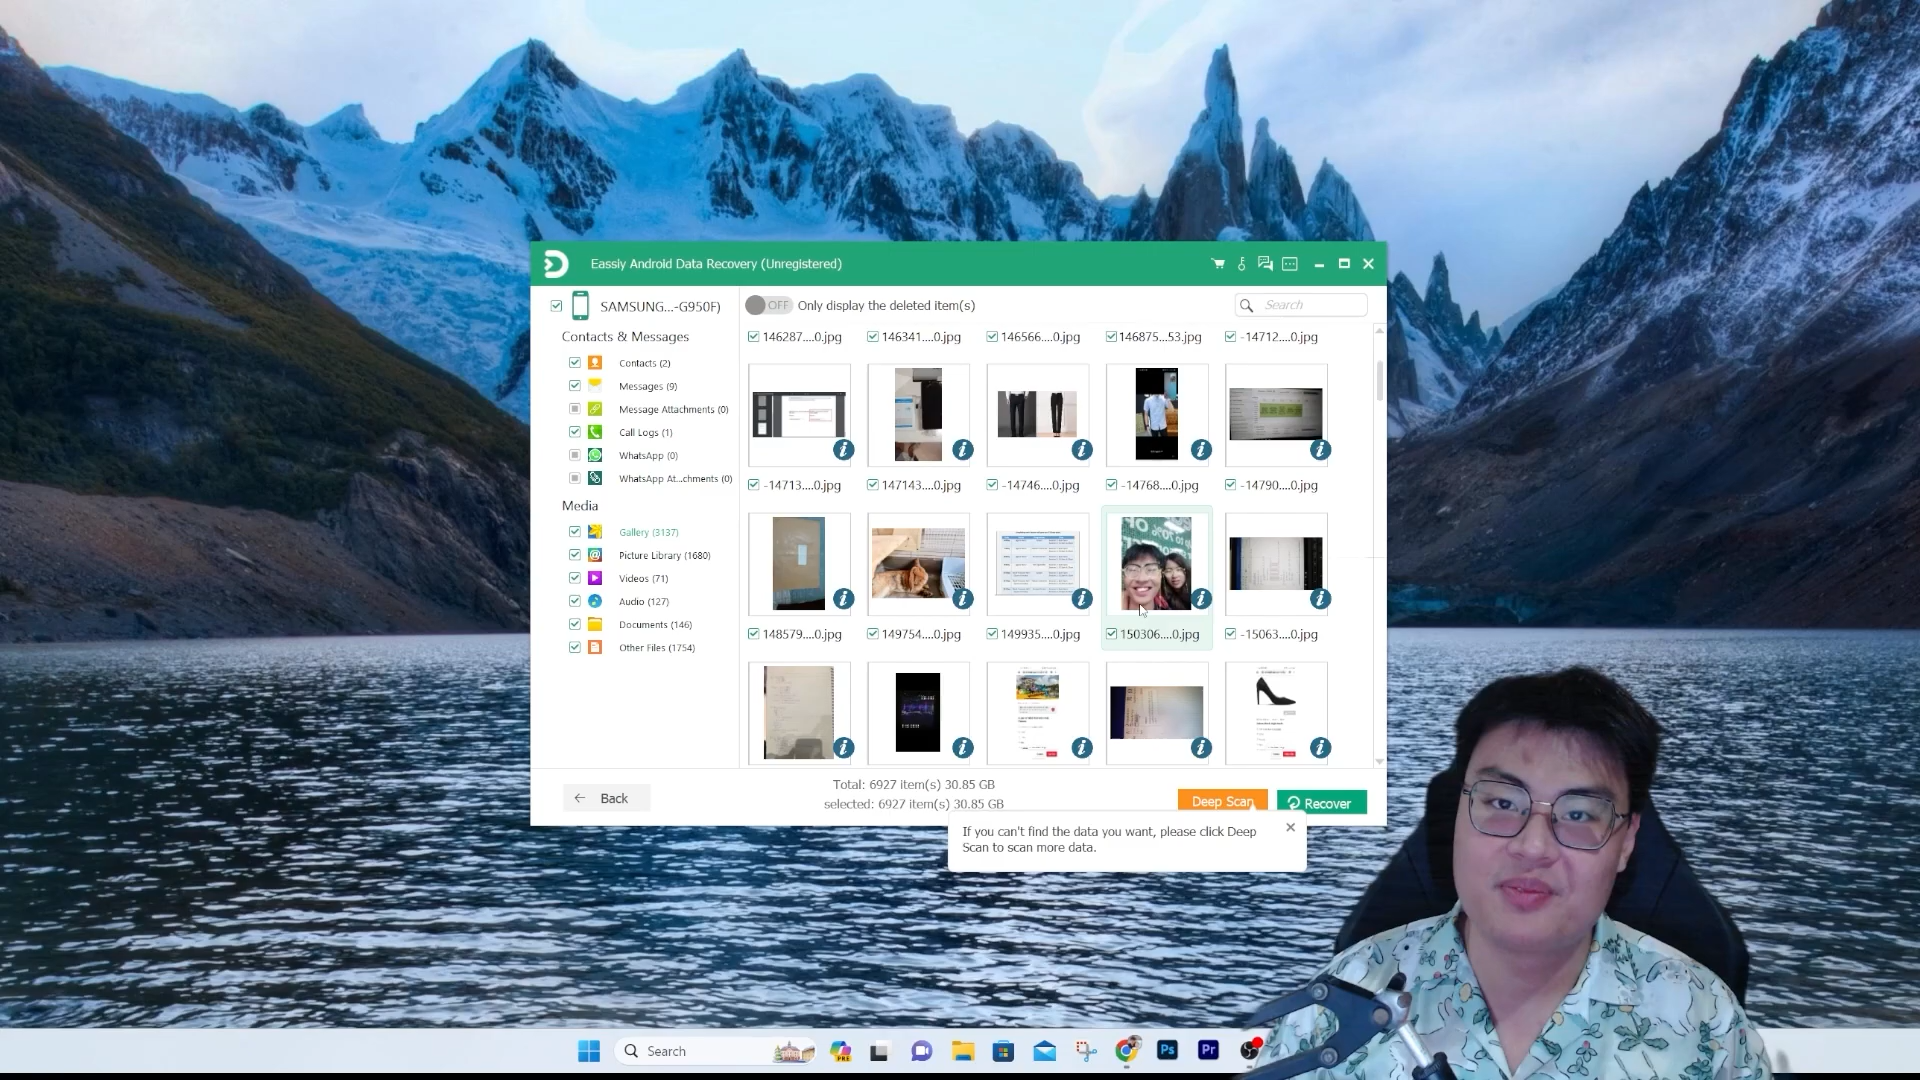 Eassiy Android Data Recovery (Unregistered)
SAMSUNG...-G950F)
OFF Only display the deleted item(s)
Search
Contacts & Messages
Contacts (2)
Messages (9)
Message Attachments (0)
Call Logs (1)
WhatsApp (0)
WhatsApp At...chments (0)
Media
Gallery (3137)
Picture Library (1680)
Videos (71)
Audio (127)
Documents (146)
Other Files (1754)
146287....0.jpg
146341....0.jpg
146566....0.jpg
146875...53.jpg
-14712....0.jpg
-14713....0.jpg
147143....0.jpg
-14746....0.jpg
-14768....0.jpg
-14790....0.jpg
148579....0.jpg
149754....0.jpg
149935....0.jpg
150306....0.jpg
-15063....0.jpg
Back
Total: 6927 item(s) 30.85 GB
selected: 6927 item(s) 30.85 GB
Deep Scan
Recover
If you can't find the data you want, please click Deep
Scan to scan more data.
Search
PRE
Ps
Pr